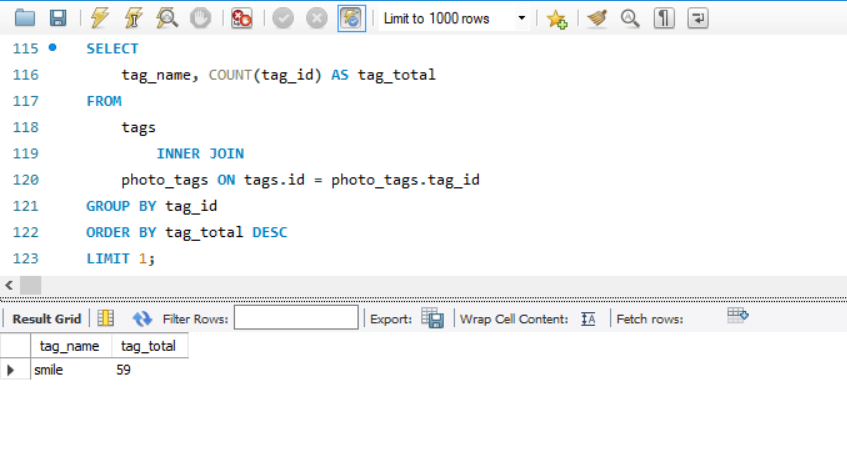 Limit to 1000 rows
115 SELECT
116 tag_name, COUNT(tag_id) AS tag_total
117 FROM
118 tags
119 INNER JOIN
120 photo_tags ON tags.id = photo_tags.tag_id
121 GROUP BY tag_id
122 ORDER BY tag_total DESC
123 LIMIT 1;
Result Grid Filter Rows: Export: Wrap Cell Content: IA Fetch rows:
tag_name tag_total
smile 59